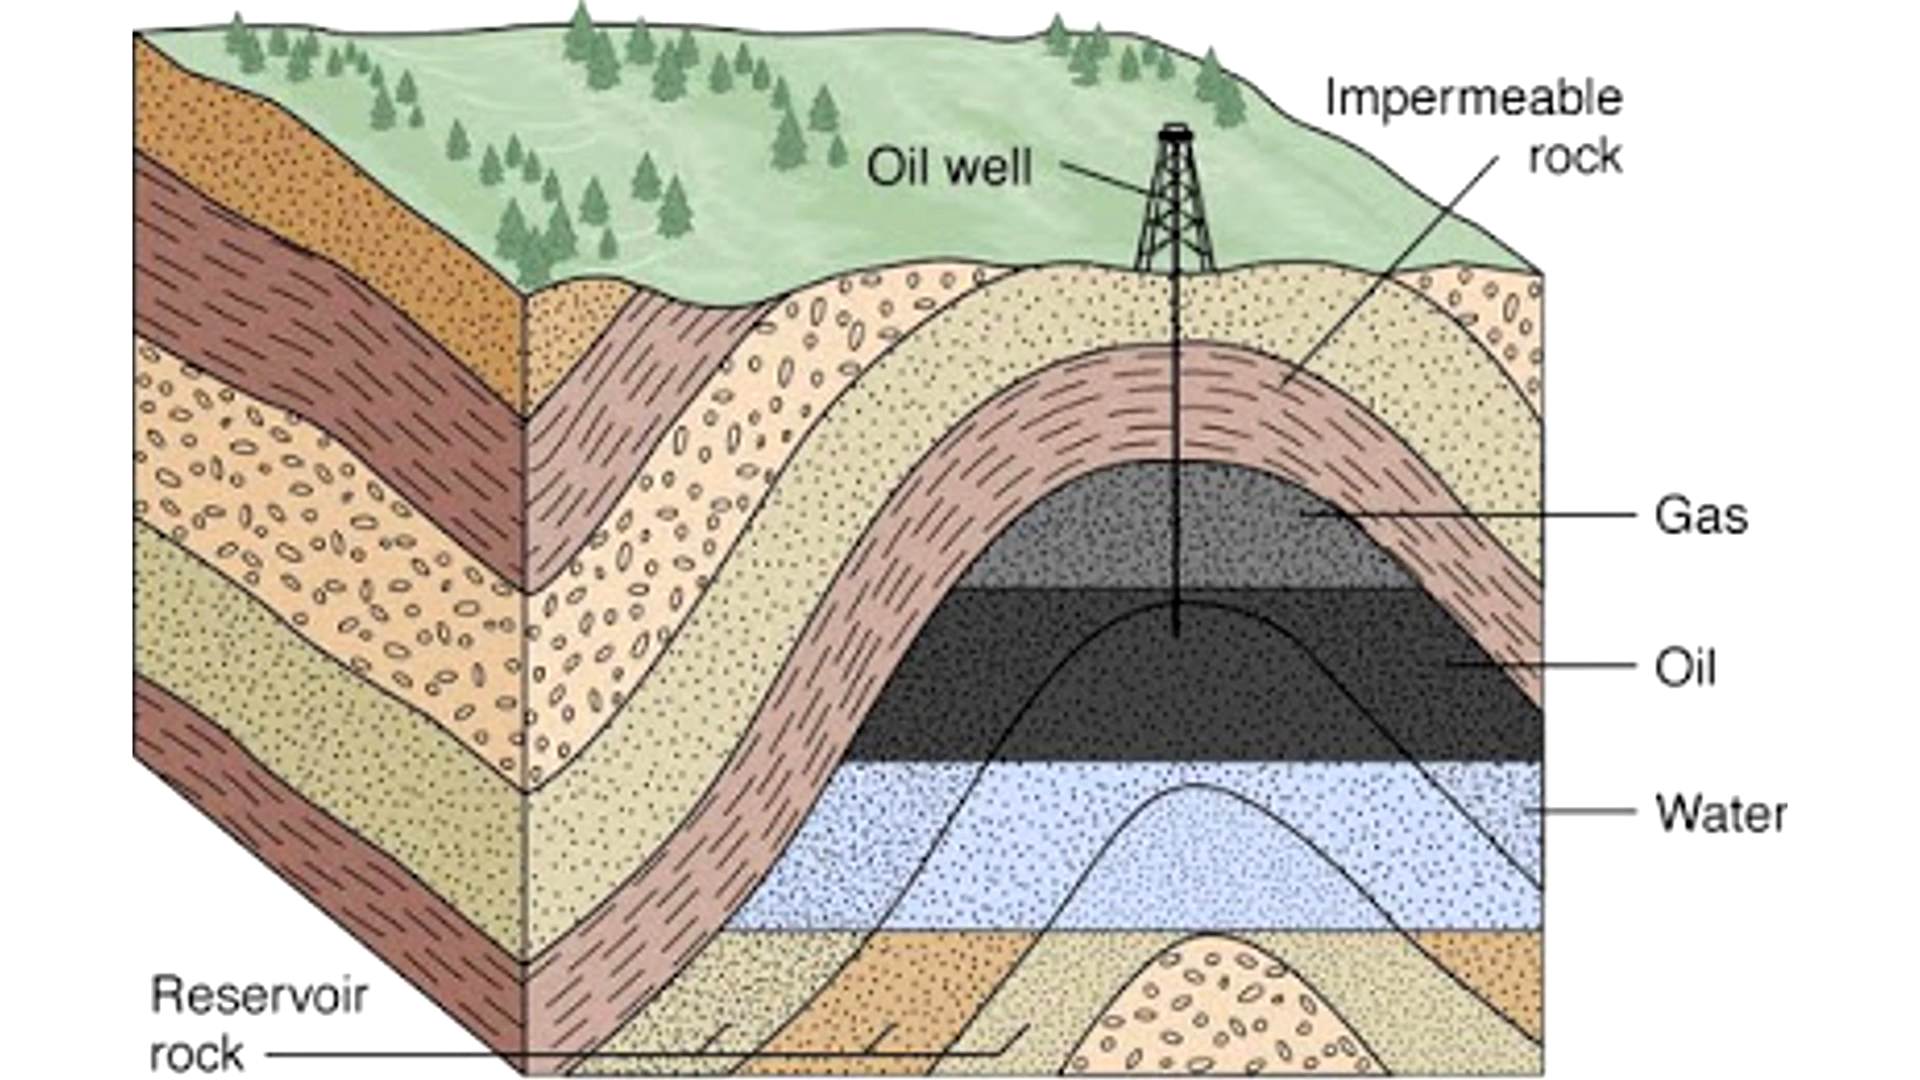 Impermeable
rock
Oil well
Gas
Oil
Water
Reservoir
rock